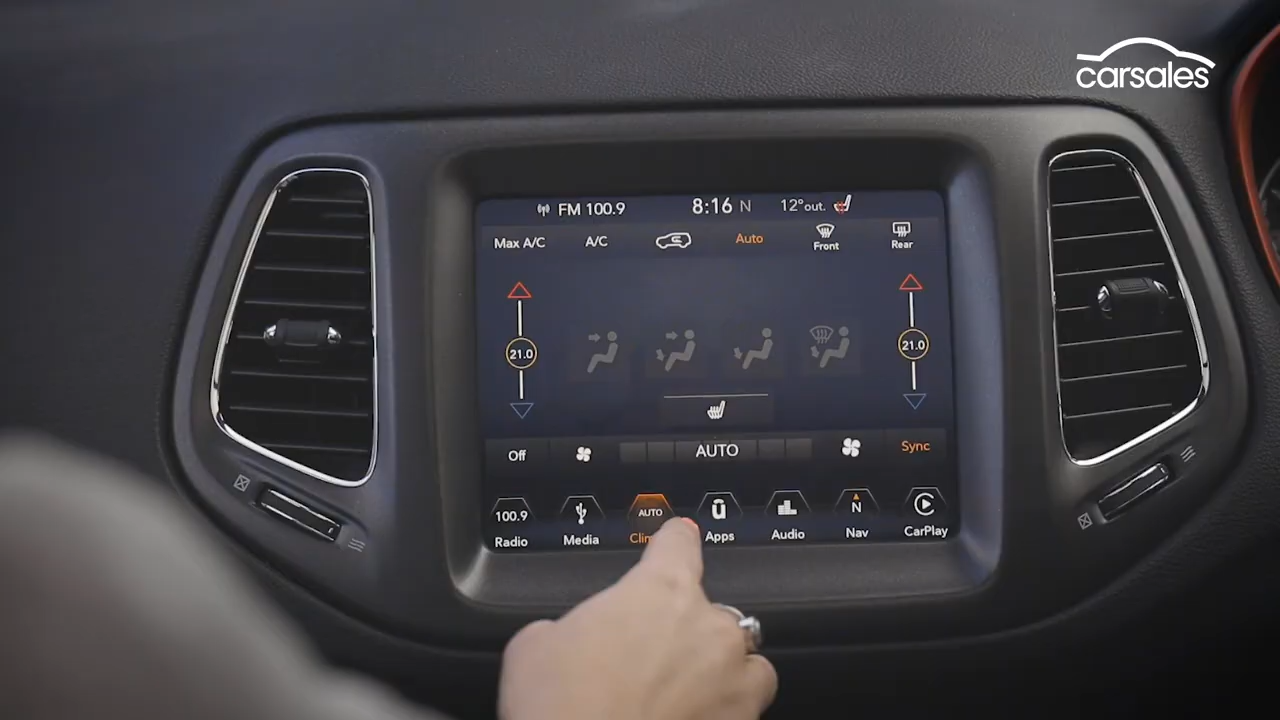 carsales
FM 100.9 8:16 N 12°out.
Max A/C A/C Auto Front Rear
21.0 21.0
Off AUTO Sync
100.9 AUTO N
Radio Media Apps Audio Nav CarPlay